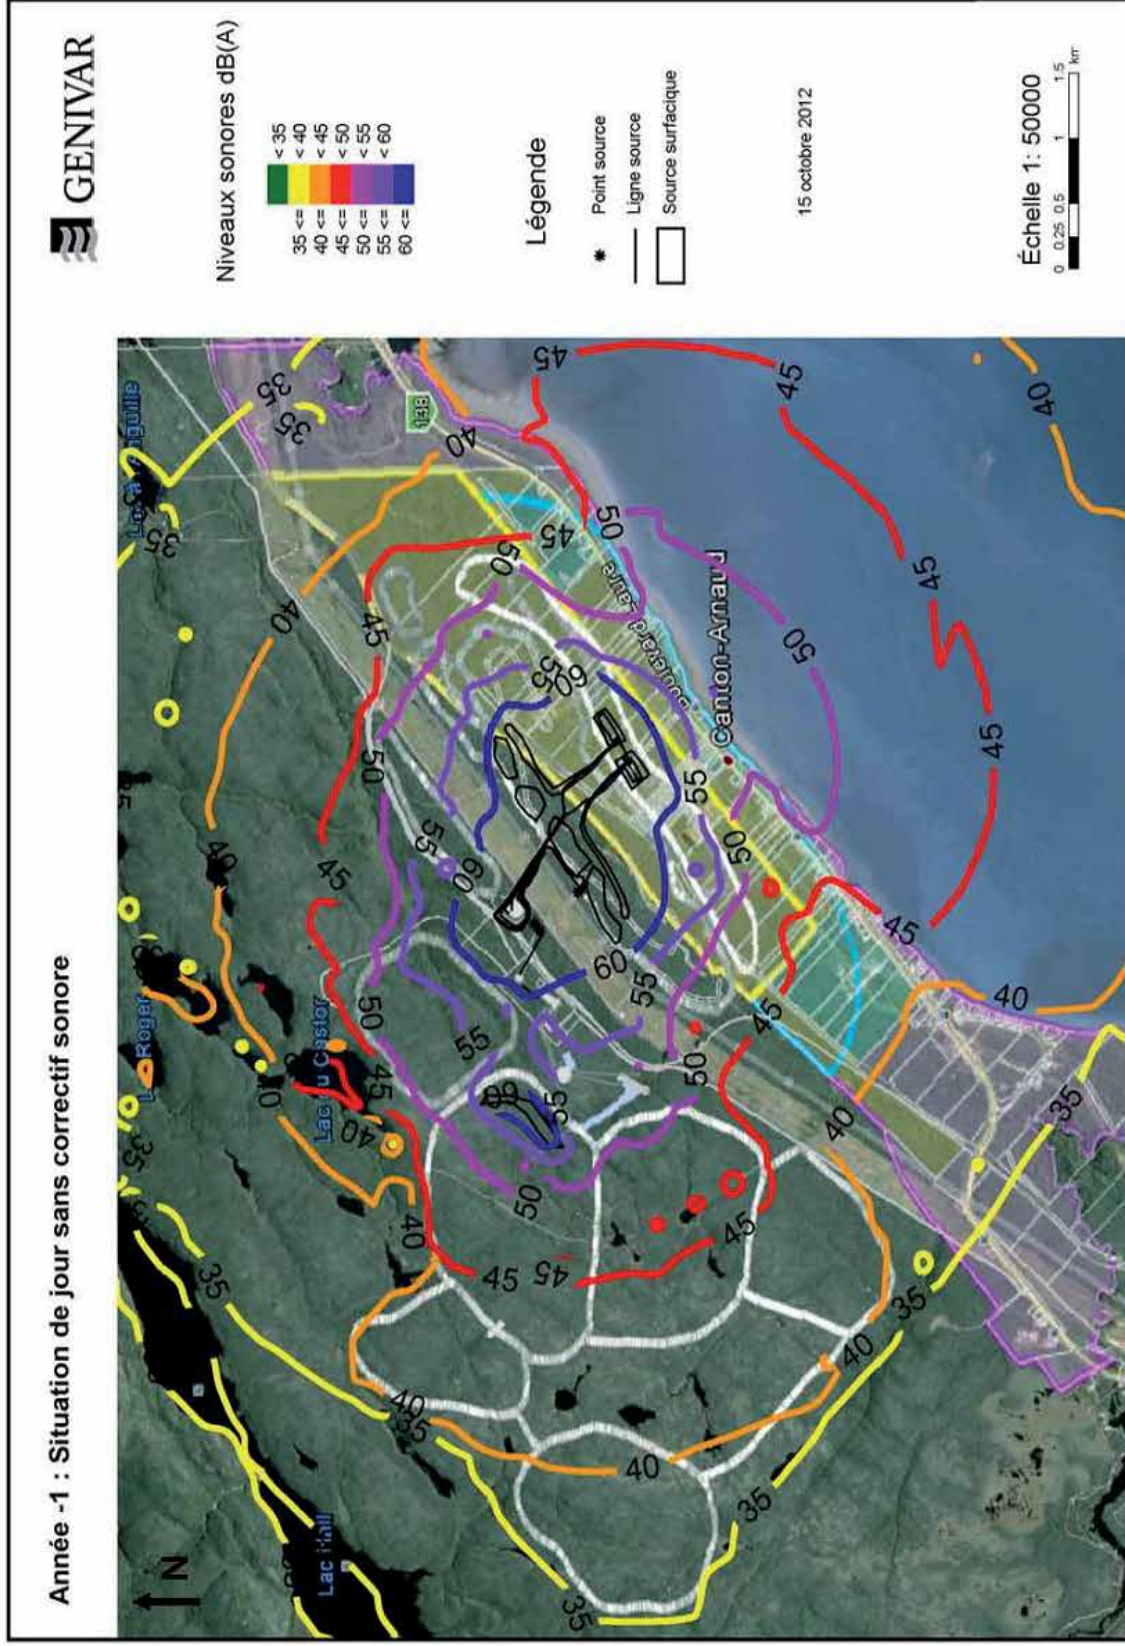 Année -1 : Situation de jour sans correctif sonore
GENIVAR
Niveaux sonores dB(A)
< 35
35 <= < 40
40 <= < 45
45 <= < 50
50 <= < 55
55 <= < 60
60 <=
Légende
Point source
Ligne source
Source surfacique
15 octobre 2012
Échelle 1: 50000
0 0.25 0.5 1 1.5
km
N
Lac Hall
Lac du Castor
Roger
138
Boulevard Laure
Canton-Arnaud
35
40
45
50
55
60